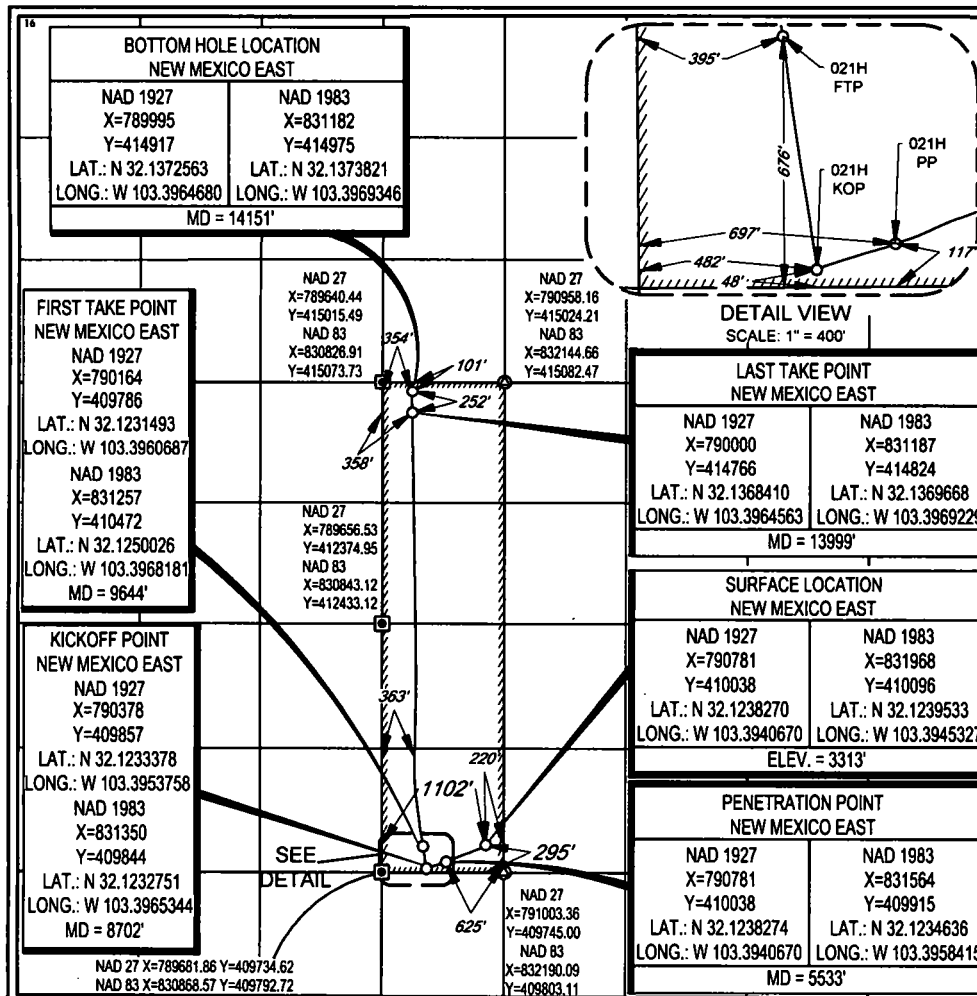 16
BOTTOM HOLE LOCATION
NEW MEXICO EAST
NAD 1927
X=789995
Y=414917
LAT.: N 32.1372563
LONG.: W 103.3964680
NAD 1983
X=831182
Y=414975
LAT.: N 32.1373821
LONG.: W 103.3969346
MD = 14151'
395'
021H
FTP
676'
021H
KOP
021H
PP
697'
482'
48'
117'
DETAIL VIEW
SCALE: 1" = 400'
NAD 27
X=789640.44
Y=415015.49
NAD 83
X=830826.91
Y=415073.73
NAD 27
X=790958.16
Y=415024.21
NAD 83
X=832144.66
Y=415082.47
354'
101'
252'
358'
FIRST TAKE POINT
NEW MEXICO EAST
NAD 1927
X=790164
Y=409786
LAT.: N 32.1231493
LONG.: W 103.3960687
NAD 1983
X=831257
Y=410472
LAT.: N 32.1250026
LONG.: W 103.3968181
MD = 9644'
LAST TAKE POINT
NEW MEXICO EAST
NAD 1927
X=790000
Y=414766
LAT.: N 32.1368410
LONG.: W 103.3964563
NAD 1983
X=831187
Y=414824
LAT.: N 32.1369668
LONG.: W 103.3969229
MD = 13999'
NAD 27
X=789656.53
Y=412374.95
NAD 83
X=830843.12
Y=412433.12
SURFACE LOCATION
NEW MEXICO EAST
NAD 1927
X=790781
Y=410038
LAT.: N 32.1238270
LONG.: W 103.3940670
NAD 1983
X=831968
Y=410096
LAT.: N 32.1239533
LONG.: W 103.3945327
ELEV. = 3313'
KICKOFF POINT
NEW MEXICO EAST
NAD 1927
X=790378
Y=409857
LAT.: N 32.1233378
LONG.: W 103.3953758
NAD 1983
X=831350
Y=409844
LAT.: N 32.1232751
LONG.: W 103.3965344
MD = 8702'
363'
220'
1102'
SEE
DETAIL
295'
625'
PENETRATION POINT
NEW MEXICO EAST
NAD 1927
X=790781
Y=410038
LAT.: N 32.1238274
LONG.: W 103.3940670
NAD 1983
X=831564
Y=409915
LAT.: N 32.1234636
LONG.: W 103.3958415
MD = 5533'
NAD 27
X=791003.36
Y=409745.00
NAD 83
X=832190.09
Y=409803.11
NAD 27 X=789681.86 Y=409734.62
NAD 83 X=830868.57 Y=409792.72